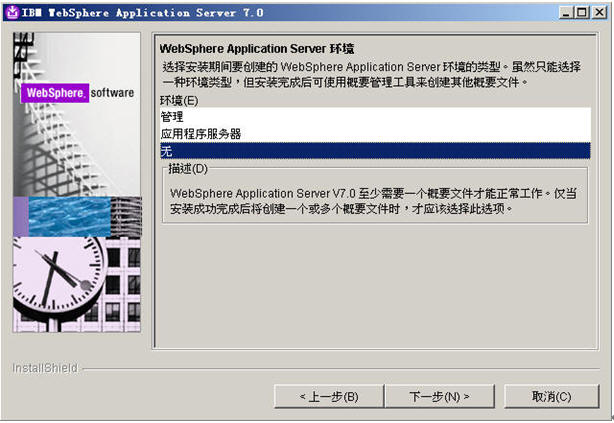 IBM WebSphere Application Server 7.0
WebSphere. software
WebSphere Application Server 环境
选择安装期间要创建的 WebSphere Application Server 环境的类型。虽然只能选择
一种环境类型，但安装完成后可使用概要管理工具来创建其他概要文件。
环境(E)
管理
应用程序服务器
无
描述(D)
WebSphere Application Server V7.0 至少需要一个概要文件才能正常工作。仅当
安装成功完成后将创建一个或多个概要文件时，才应该选择此选项。
InstallShield
< 上一步(B)
下一步(N) >
取消(C)